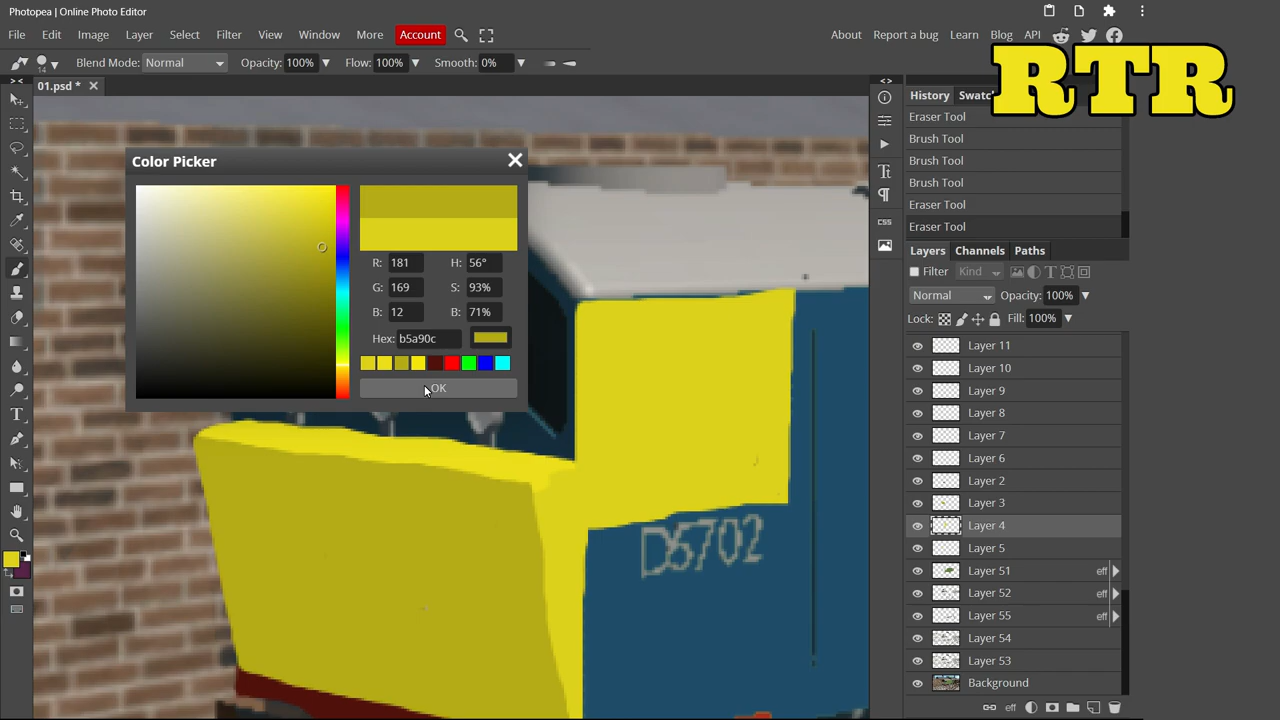 Photopea | Online Photo Editor
File Edit Image Layer Select Filter View Window More Account
About Report a bug Learn Blog API
RTR
14 Blend Mode: Normal Opacity: 100% Flow: 100% Smooth: 0%
01.psd *
Color Picker
R: 181 H: 56°
G: 169 S: 93%
B: 12 B: 71%
Hex: b5a90c
OK
D5702
History Swatc
Eraser Tool
Brush Tool
Brush Tool
Brush Tool
Eraser Tool
Eraser Tool
Layers Channels Paths
Filter Kind
Normal Opacity: 100%
Lock: Fill: 100%
Layer 11
Layer 10
Layer 9
Layer 8
Layer 7
Layer 6
Layer 2
Layer 3
Layer 4
Layer 5
Layer 51 eff
Layer 52 eff
Layer 55 eff
Layer 54
Layer 53
Background
eff
css